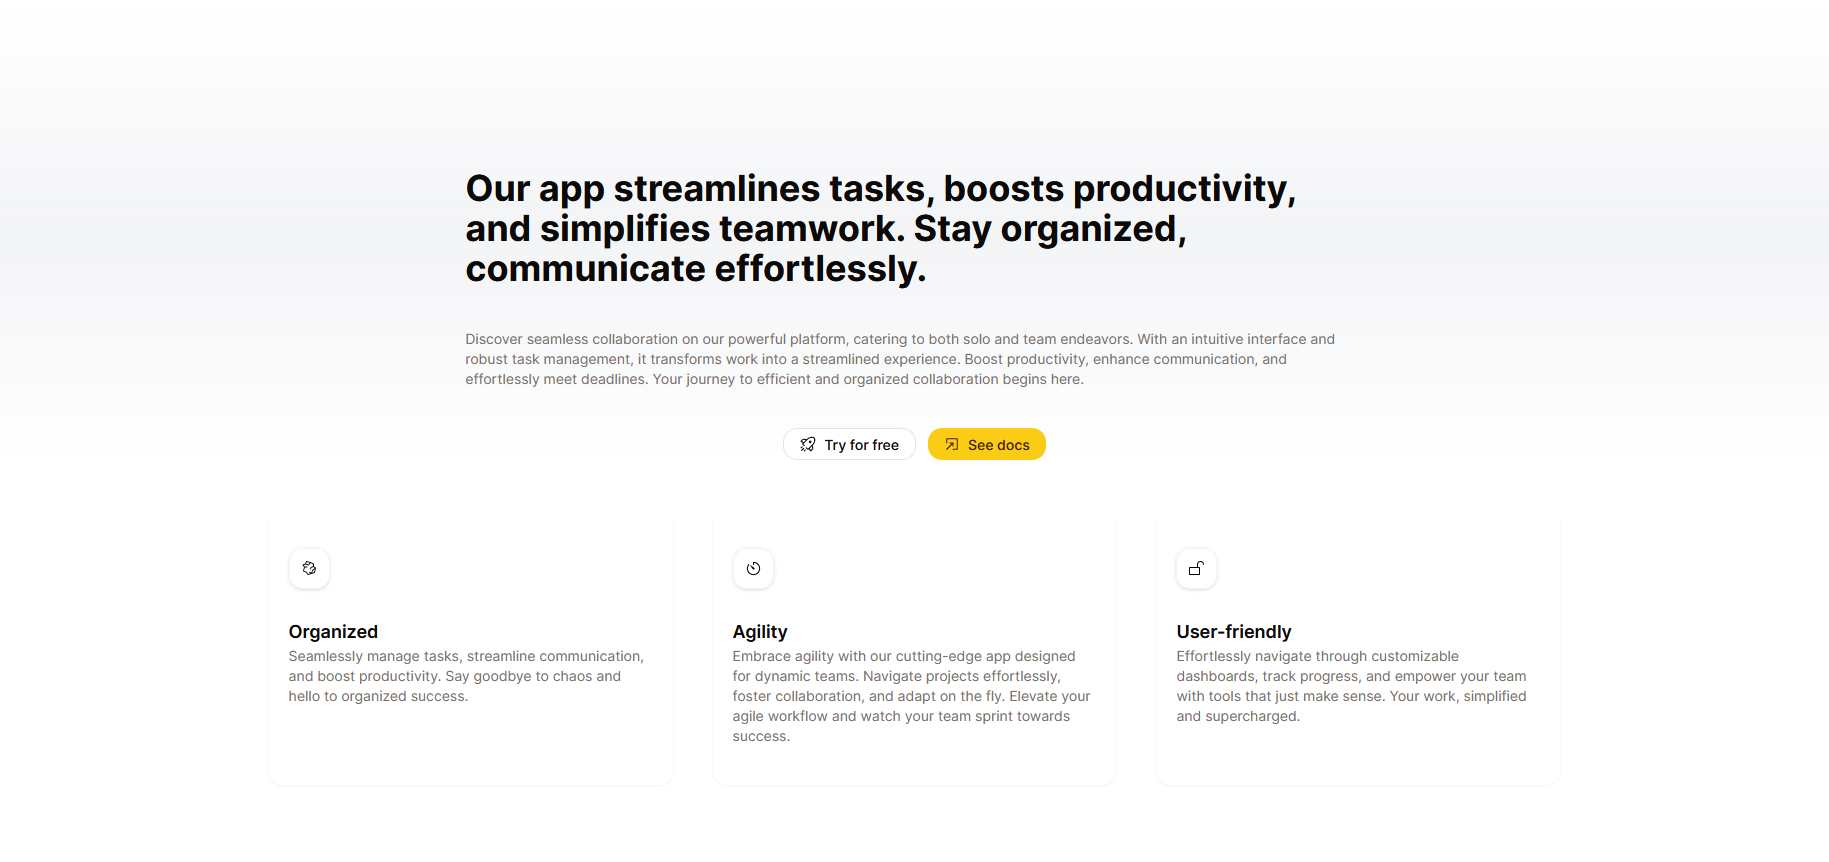 Our app streamlines tasks, boosts productivity,
and simplifies teamwork. Stay organized,
communicate effortlessly.
Discover seamless collaboration on our powerful platform, catering to both solo and team endeavors. With an intuitive interface and
robust task management, it transforms work into a streamlined experience. Boost productivity, enhance communication, and
effortlessly meet deadlines. Your journey to efficient and organized collaboration begins here.
Try for free
See docs
Organized
Seamlessly manage tasks, streamline communication,
and boost productivity. Say goodbye to chaos and
hello to organized success.
Agility
Embrace agility with our cutting-edge app designed
for dynamic teams. Navigate projects effortlessly,
foster collaboration, and adapt on the fly. Elevate your
agile workflow and watch your team sprint towards
success.
User-friendly
Effortlessly navigate through customizable
dashboards, track progress, and empower your team
with tools that just make sense. Your work, simplified
and supercharged.